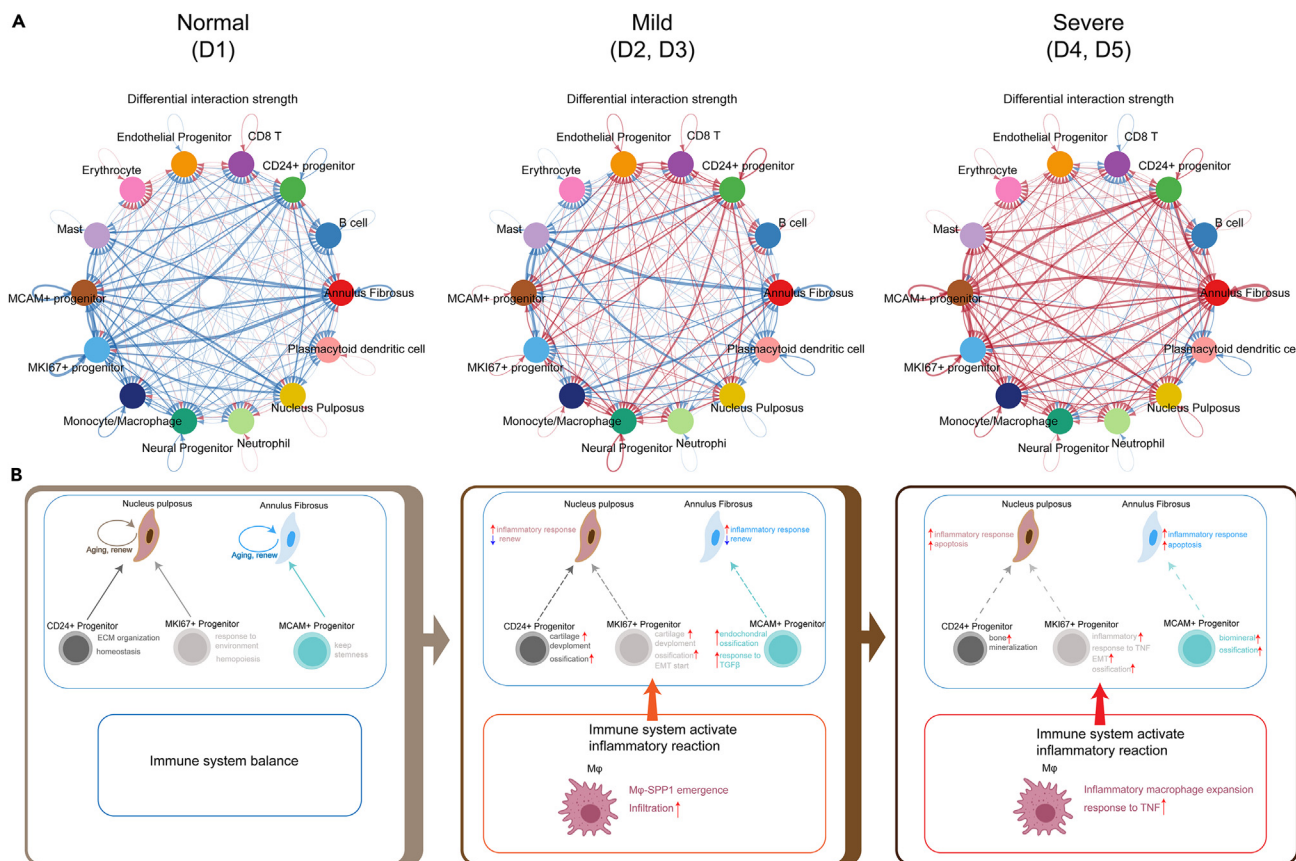 A
Normal
(D1)
Mild
(D2, D3)
Severe
(D4, D5)
Differential interaction strength
Endothelial Progenitor
CD8 T
Erythrocyte
CD24+ progenitor
Mast
B cell
MCAM+ progenitor
Annulus Fibrosus
MKI67+ progenitor
Plasmacytoid dendritic cell
Monocyte/Macrophage
Nucleus Pulposus
Neural Progenitor
Neutrophil
Differential interaction strength
Endothelial Progenitor
CD8 T
Erythrocyte
CD24+ progenitor
Mast
B cell
MCAM+ progenitor
Annulus Fibrosus
MKI67+ progenitor
Plasmacytoid dendritic cell
Monocyte/Macrophage
Nucleus Pulposus
Neural Progenitor
Neutrophi
Differential interaction strength
Endothelial Progenitor
CD8 T
Erythrocyte
CD24+ progenitor
Mast
B cell
MCAM+ progenitor
Annulus Fibrosus
MKI67+ progenitor
Plasmacytoid dendritic cell
Monocyte/Macrophage
Nucleus Pulposus
Neural Progenitor
Neutrophil
B
Nucleus pulposus
Annulus Fibrosus
Aging, renew
Aging, renew
CD24+ Progenitor
ECM organization
homeostasis
MKI67+ Progenitor
response to
environment
hemopoiesis
MCAM+ Progenitor
keep
stemness
Immune system balance
Nucleus pulposus
Annulus Fibrosus
↑inflammatory response
↓renew
↑inflammatory response
↓renew
CD24+ Progenitor
cartilage↑
devploment
ossification↑
MKI67+ Progenitor
cartilage↑
devploment
ossification↑
EMT start
MCAM+ Progenitor
↑endochondral
ossification
↑response to
TGFβ
Immune system activate
inflammatory reaction
Mφ
Mφ-SPP1 emergence
Infiltration↑
Nucleus pulposus
Annulus Fibrosus
↑inflammatory response
↑apoptosis
↑inflammatory response
↑apoptosis
CD24+ Progenitor
bone↑
mineralization
MKI67+ Progenitor
inflammatory↑
response to TNF
EMT↑
ossification↑
MCAM+ Progenitor
biomineral↑
ossification↑
Immune system activate
inflammatory reaction
Mφ
Inflammatory macrophage expansion
response to TNF↑